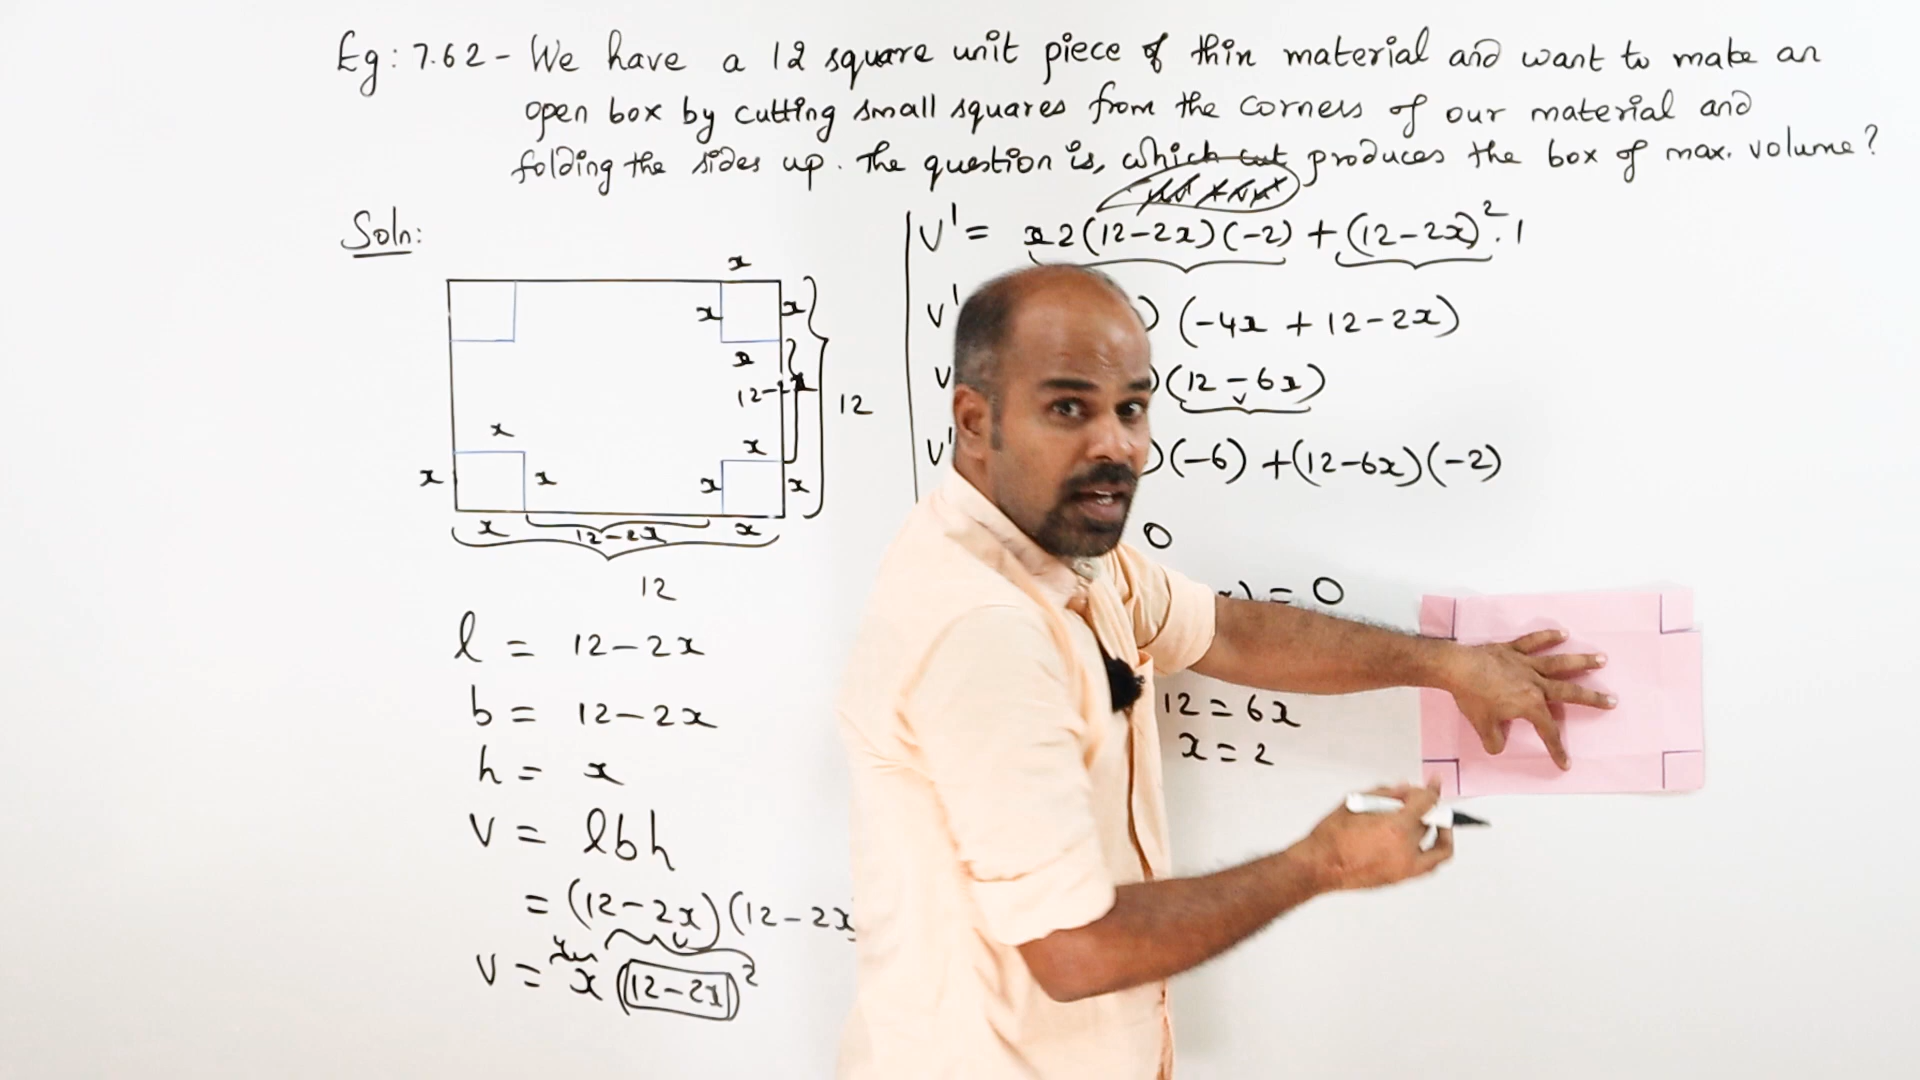 Eg: 7.62 - We have a 12 square unit piece of thin material and want to make an
open box by cutting small squares from the corners of our material and
folding the sides up. The question is, which cut produces the box of max. volume?
Soln:
x
x x
x
12-2x
12
x
x x
x
x x
x
x 12-2x x
12
l = 12-2x
b = 12-2x
h = x
V = lbh
= (12-2x)(12-2x
V = x (12-2x)²
V' = x2(12-2x)(-2) + (12-2x)².1
V' ) (-4x + 12-2x)
V )(12-6x)
V' )(-6) + (12-6x)(-2)
0
) = 0
12 = 6x
x = 2